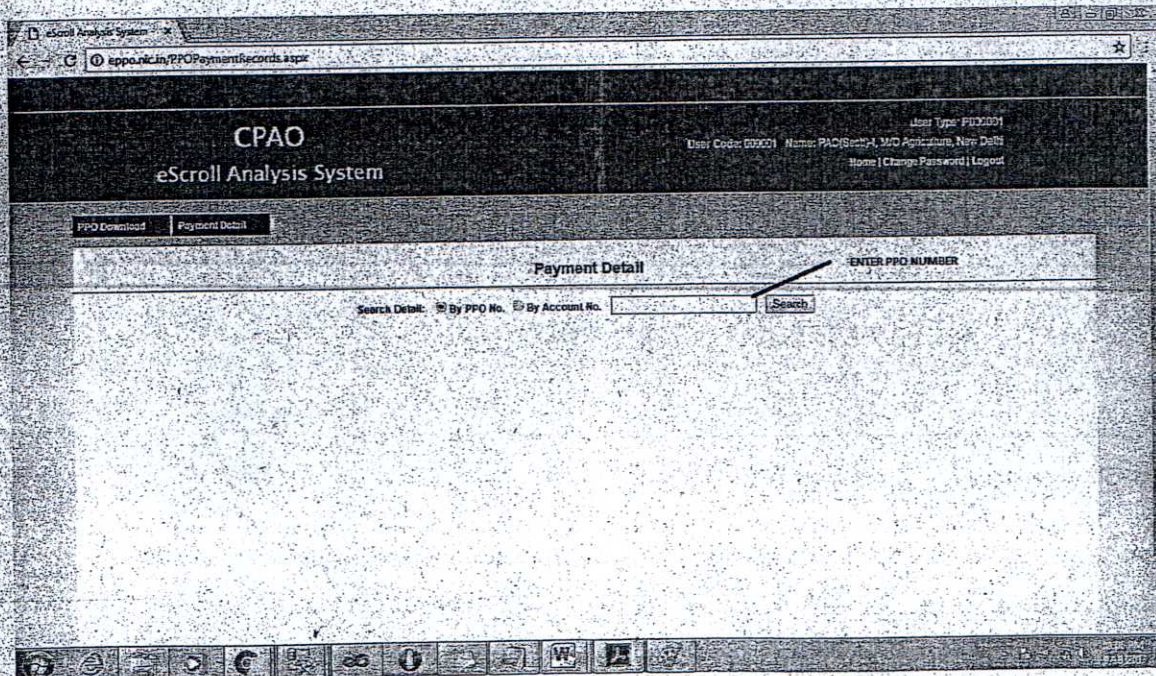 eScroll Analysis System
eppo.nic.in/PPOPaymentRecords.aspx
CPAO
eScroll Analysis System
User Type:
User Code: 000001 Name: PAO(Sectt)-I, M/O Agriculture, New Delhi
Home | Change Password | Logout
PPO Download
Payment Detail
Payment Detail
ENTER PPO NUMBER
Search Detail: By PPO No. By Account No. Search